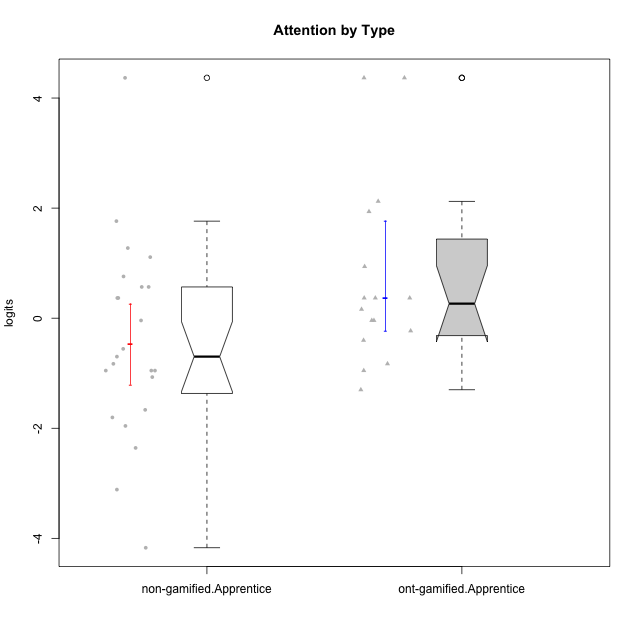 Attention by Type
logits
4
2
0
-2
-4
non-gamified.Apprentice
ont-gamified.Apprentice